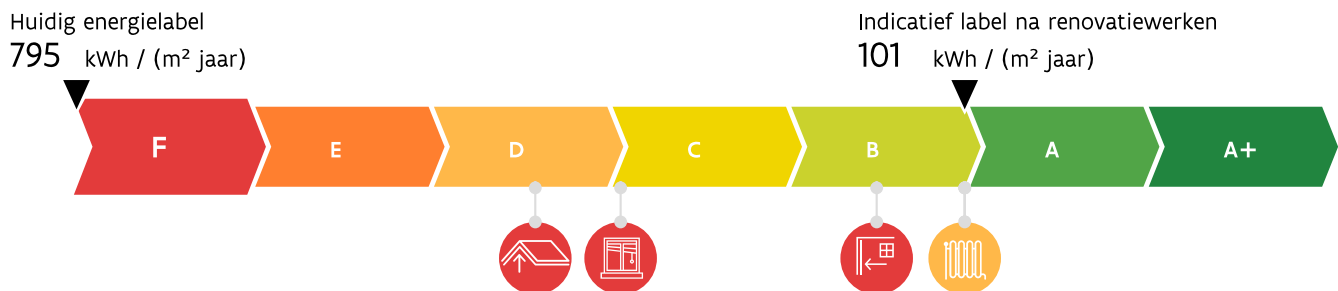 Huidig energielabel
795 kWh / (m² jaar)
Indicatief label na renovatiewerken
101 kWh / (m² jaar)
F E D C B A A+